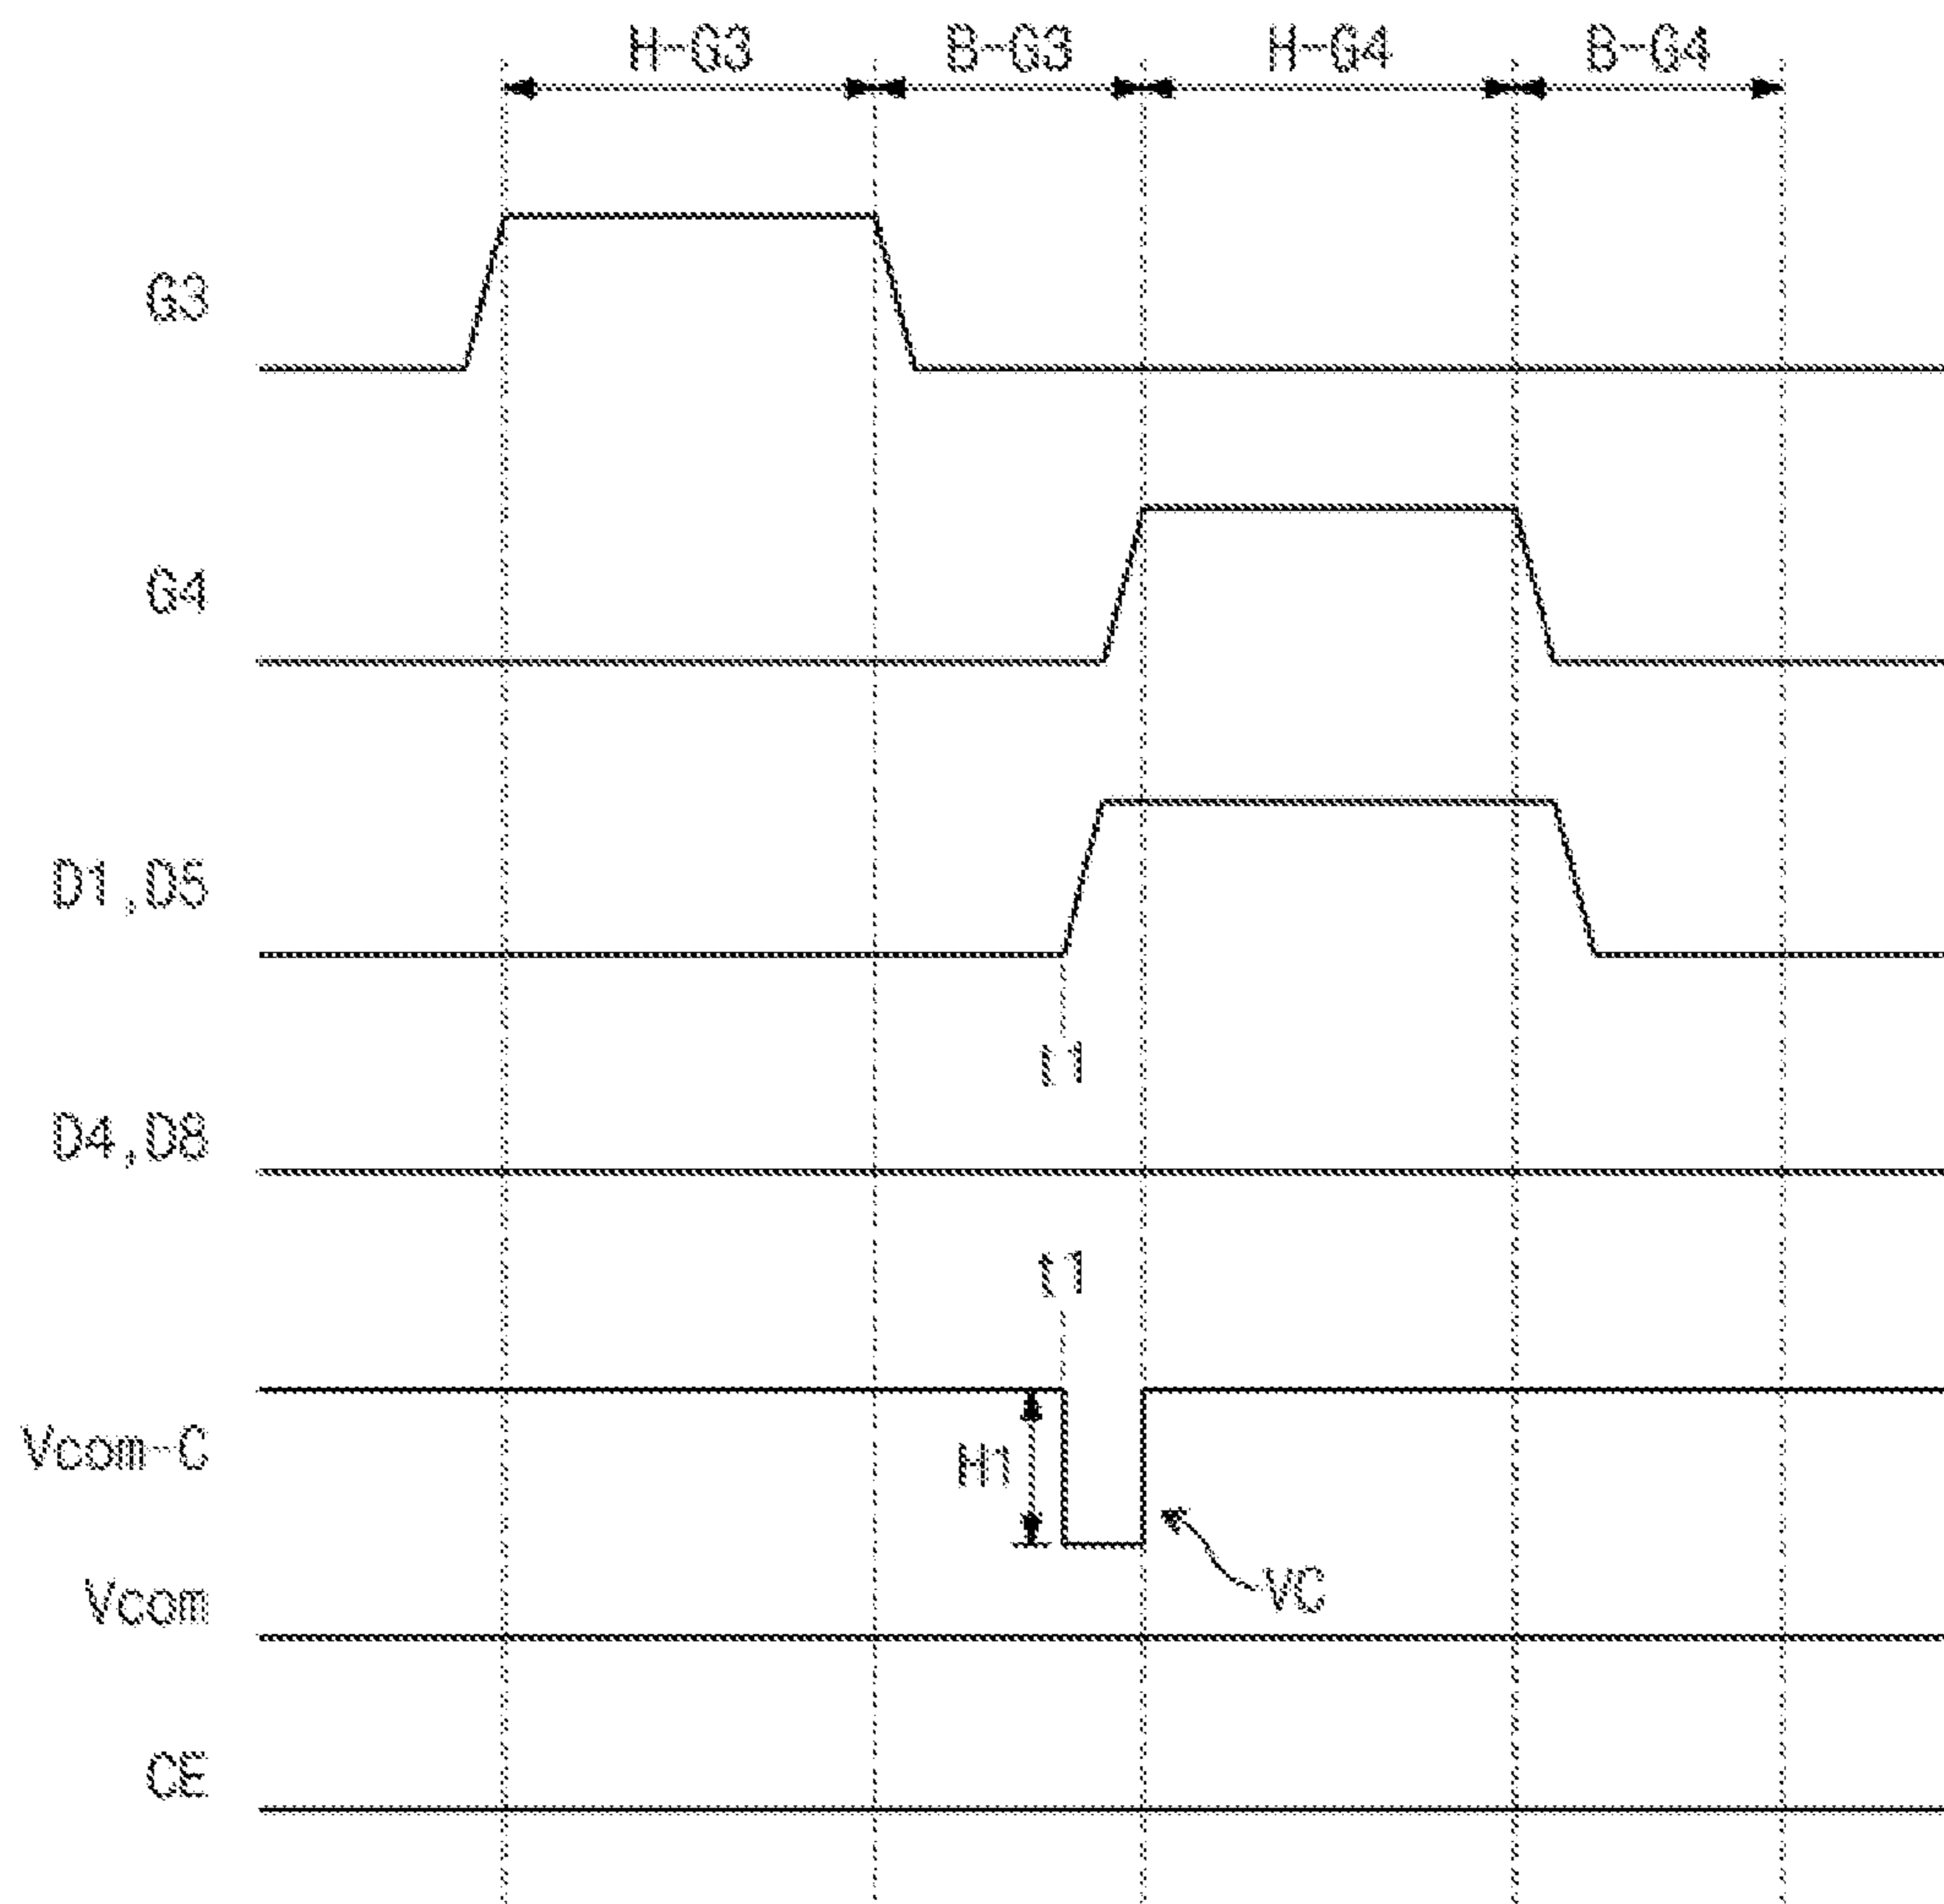 H-G3 B-G3 H-G4 B-G4
G3
G4
D1,D5
t1
D4,D8
t1
Vcom-C
H1
VC
Vcom
CE